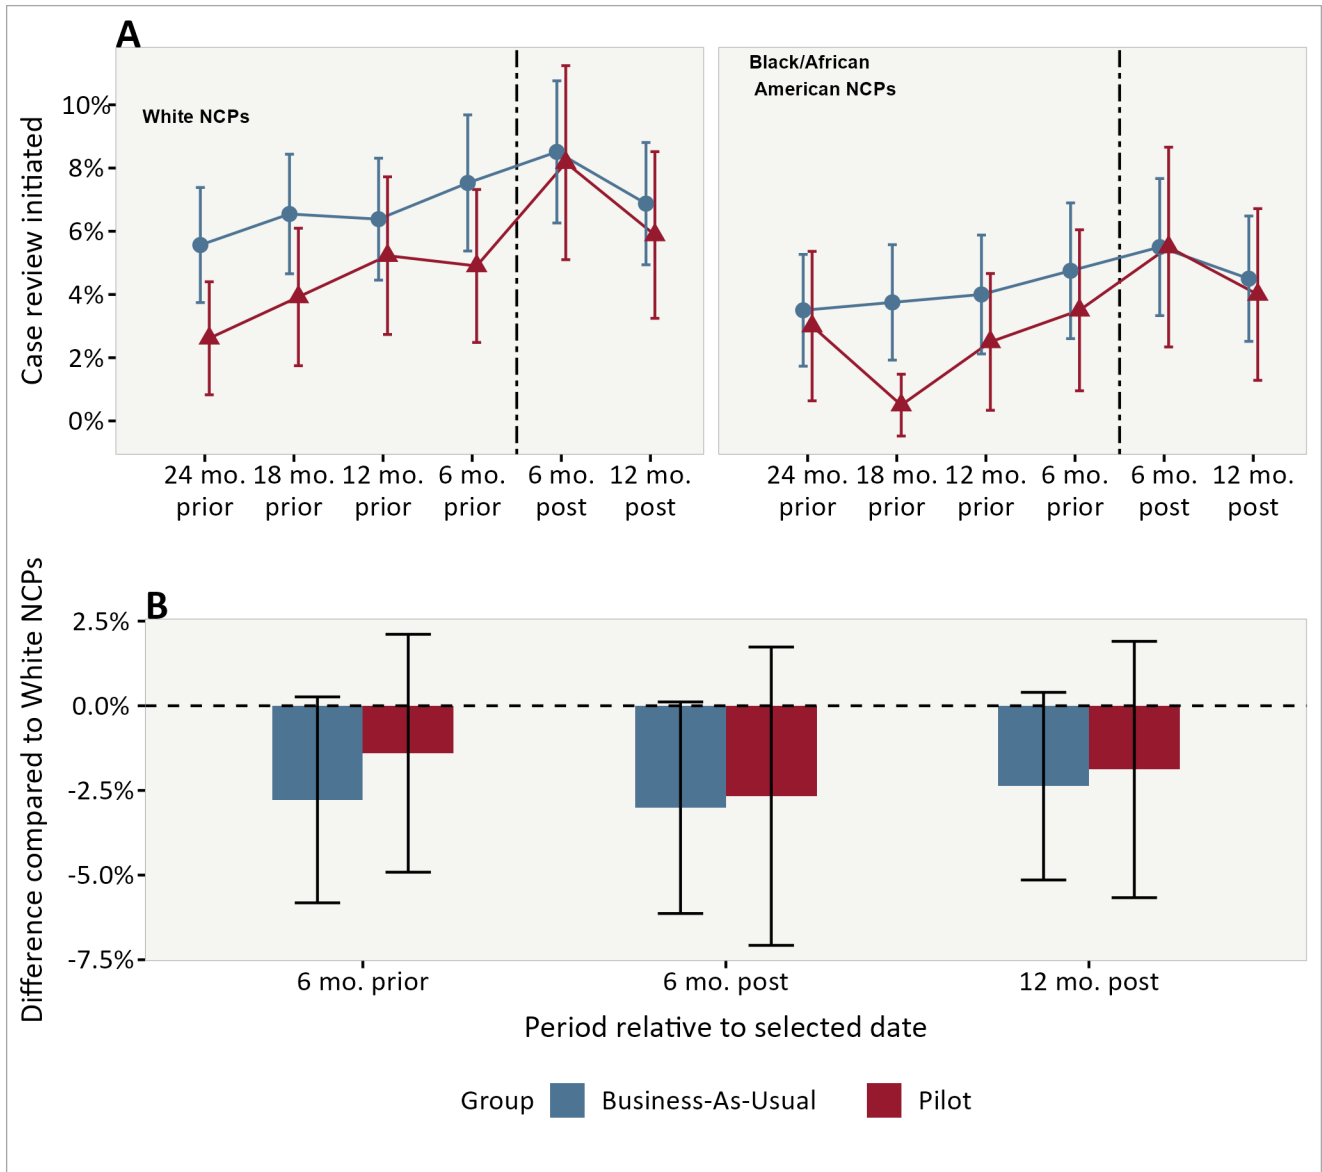 A
White NCPs
Black/African
American NCPs
Case review initiated
10%
8%
6%
4%
2%
0%
24 mo. prior
18 mo. prior
12 mo. prior
6 mo. prior
6 mo. post
12 mo. post
24 mo. prior
18 mo. prior
12 mo. prior
6 mo. prior
6 mo. post
12 mo. post
B
Difference compared to White NCPs
2.5%
0.0%
-2.5%
-5.0%
-7.5%
6 mo. prior
6 mo. post
12 mo. post
Period relative to selected date
Group
Business-As-Usual
Pilot